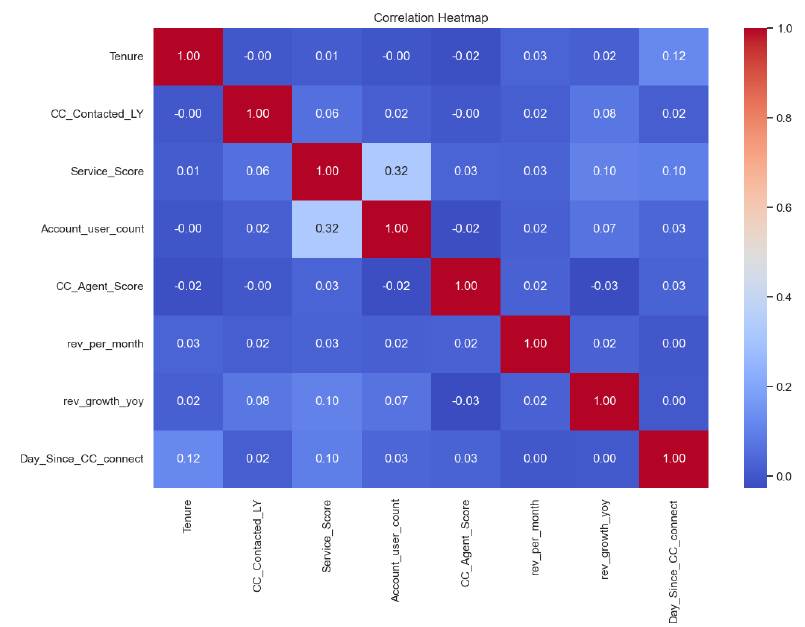 Correlation Heatmap
Tenure 1.00 -0.00 0.01 -0.00 -0.02 0.03 0.02 0.12
CC_Contacted_LY -0.00 1.00 0.06 0.02 -0.00 0.02 0.08 0.02
Service_Score 0.01 0.06 1.00 0.32 0.03 0.03 0.10 0.10
Account_user_count -0.00 0.02 0.32 1.00 -0.02 0.02 0.07 0.03
CC_Agent_Score -0.02 -0.00 0.03 -0.02 1.00 0.02 -0.03 0.03
rev_per_month 0.03 0.02 0.03 0.02 0.02 1.00 0.02 0.00
rev_growth_yoy 0.02 0.08 0.10 0.07 -0.03 0.02 1.00 0.00
Day_Since_CC_connect 0.12 0.02 0.10 0.03 0.03 0.00 0.00 1.00
Tenure
CC_Contacted_LY
Service_Score
Account_user_count
CC_Agent_Score
rev_per_month
rev_growth_yoy
Day_Since_CC_connect
1.0
0.8
0.6
0.4
0.2
0.0